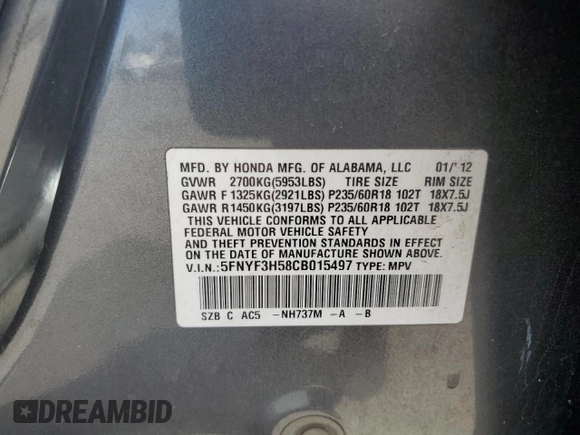 MFD. BY HONDA MFG. OF ALABAMA, LLC 01/'12
GVWR 2700KG(5953LBS) TIRE SIZE RIM SIZE
GAWR F 1325KG(2921LBS) P235/60R18 102T 18X7.5J
GAWR R1450KG(3197LBS) P235/60R18 102T 18X7.5J
THIS VEHICLE CONFORMS TO ALL APPLICABLE
FEDERAL MOTOR VEHICLE SAFETY
AND THEFT PREVENTION STANDARDS IN EFFECT
ON THE DATE OF MANUFACTURE SHOWN ABOVE.
V.I.N.:5FNYF3H58CB015497 TYPE: MPV
SZB C AC5 -NH737M -A -B
DREAMBID